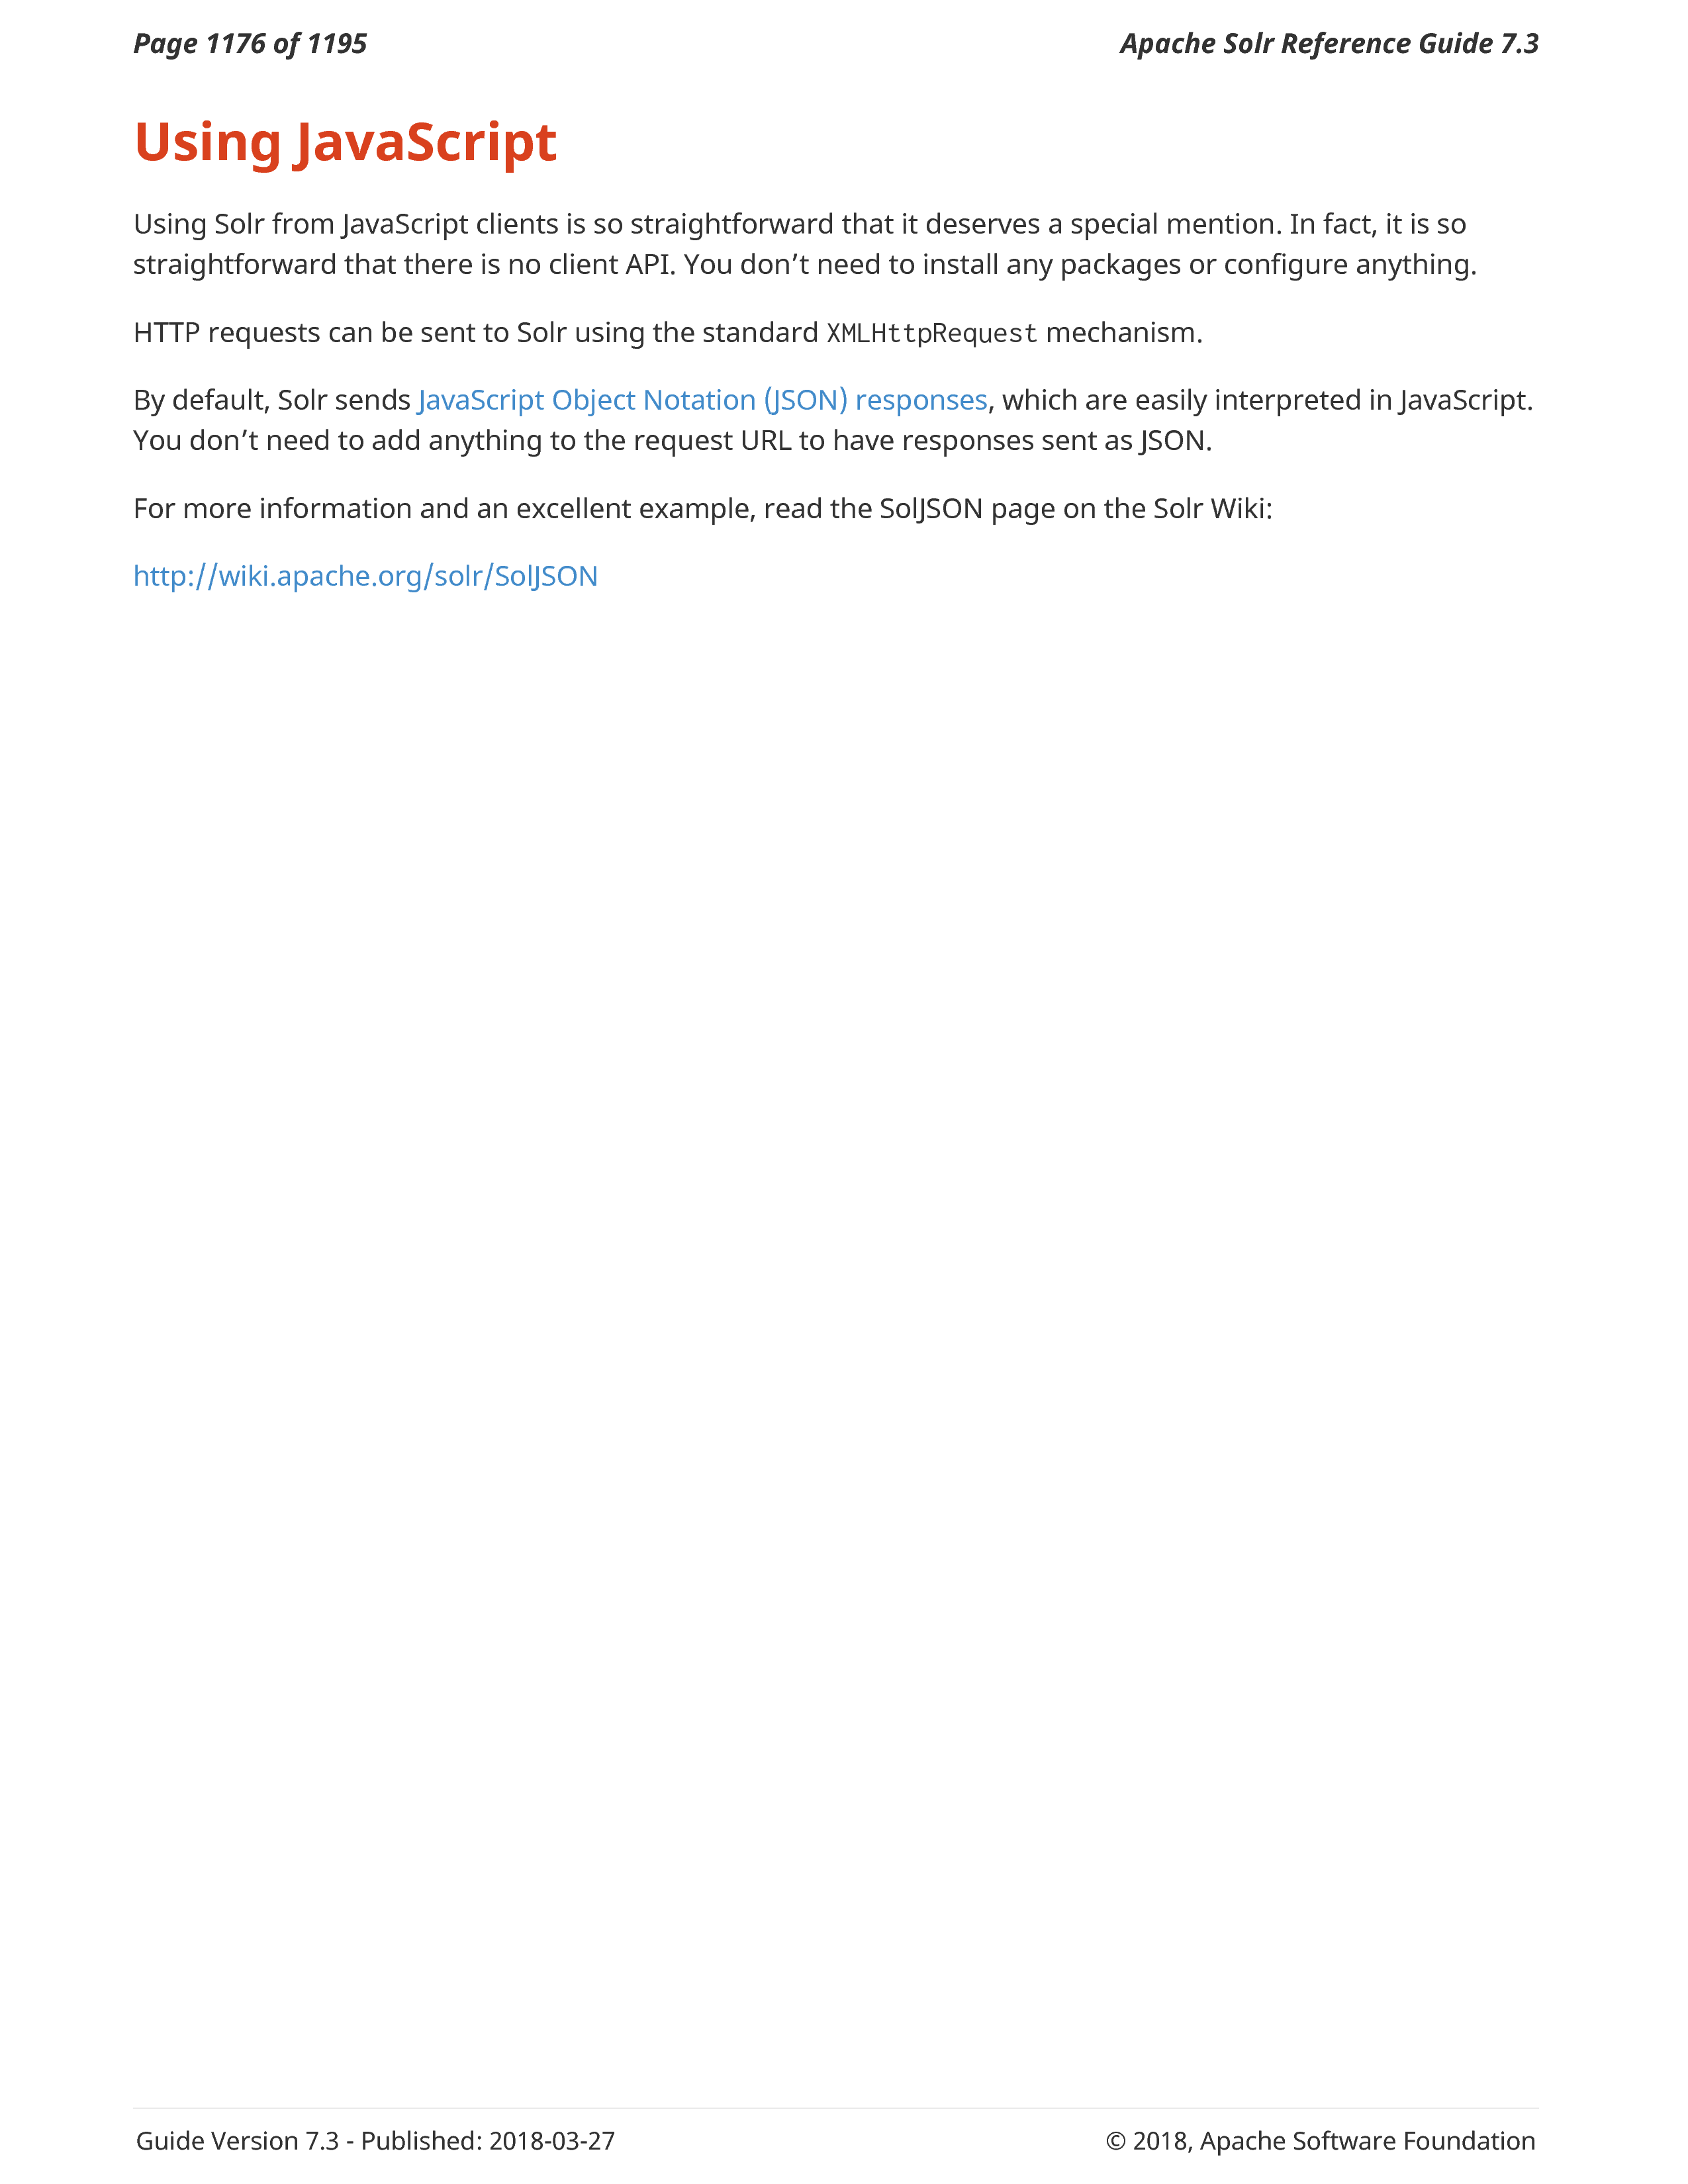 Page 1176 of 1195
Apache Solr Reference Guide 7.3
Using JavaScript
Using Solr from JavaScript clients is so straightforward that it deserves a special mention. In fact, it is so
straightforward that there is no client API. You don’t need to install any packages or configure anything.
HTTP requests can be sent to Solr using the standard XMLHttpRequest mechanism.
By default, Solr sends JavaScript Object Notation (JSON) responses, which are easily interpreted in JavaScript.
You don’t need to add anything to the request URL to have responses sent as JSON.
For more information and an excellent example, read the SolJSON page on the Solr Wiki:
http://wiki.apache.org/solr/SolJSON
Guide Version 7.3 - Published: 2018-03-27
© 2018, Apache Software Foundation